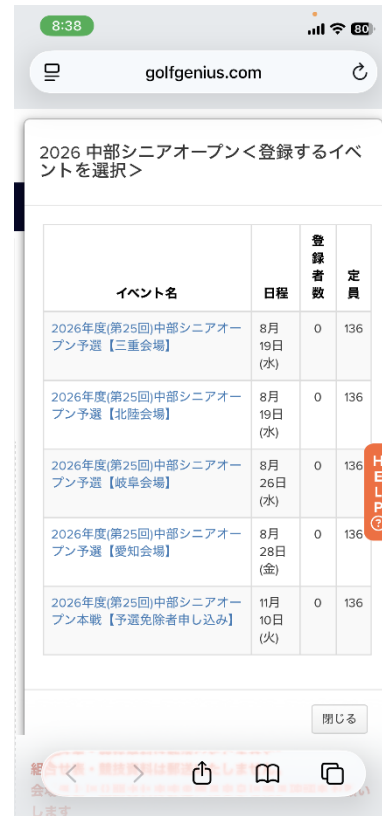 8:38
80
golfgenius.com
2026 中部シニアオープン＜登録するイベ
ントを選択＞
イベント名
日程
登
録
者
数
定
員
2026年度(第25回)中部シニアオー
プン予選【三重会場】
8月
19日
(水)
0
136
2026年度(第25回)中部シニアオー
プン予選【北陸会場】
8月
19日
(水)
0
136
2026年度(第25回)中部シニアオー
プン予選【岐阜会場】
8月
26日
(水)
0
136
2026年度(第25回)中部シニアオー
プン予選【愛知会場】
8月
28日
(金)
0
136
2026年度(第25回)中部シニアオー
プン本戦【予選免除者申し込み】
11月
10日
(火)
0
136
HELP?
閉じる
します